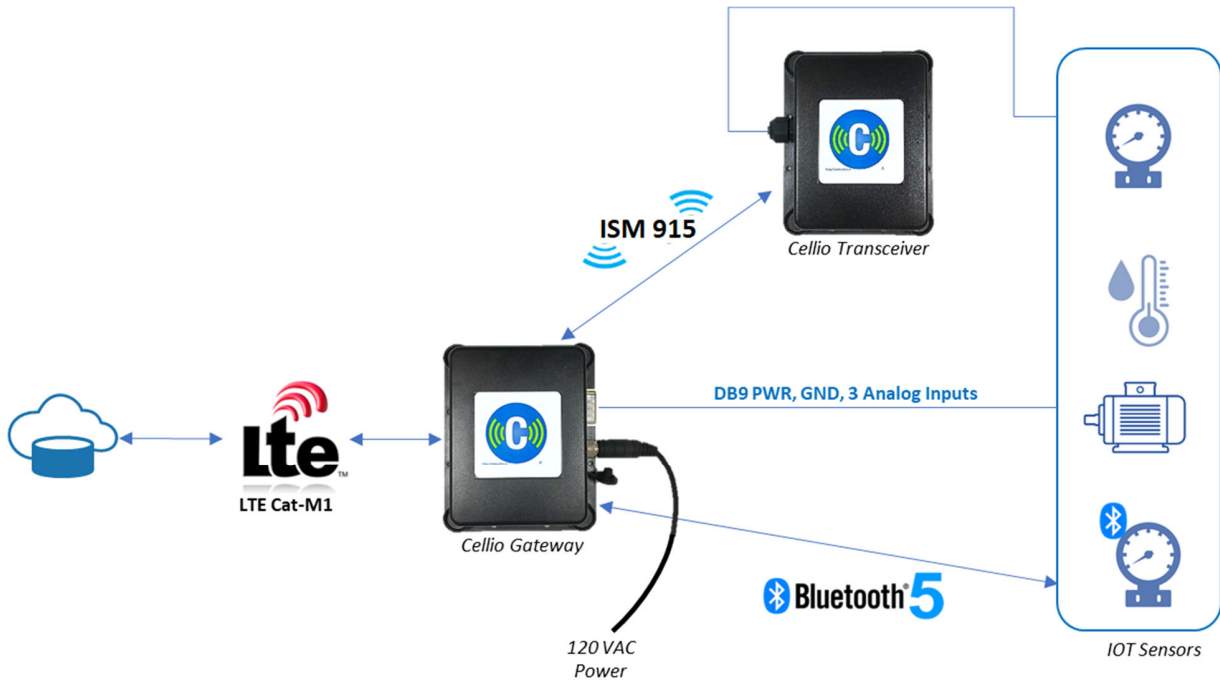 C
Cellio Transceiver
ISM 915
DB9 PWR, GND, 3 Analog Inputs
C
Lte
TM
LTE Cat-M1
Cellio Gateway
Bluetooth® 5
120 VAC
Power
IOT Sensors